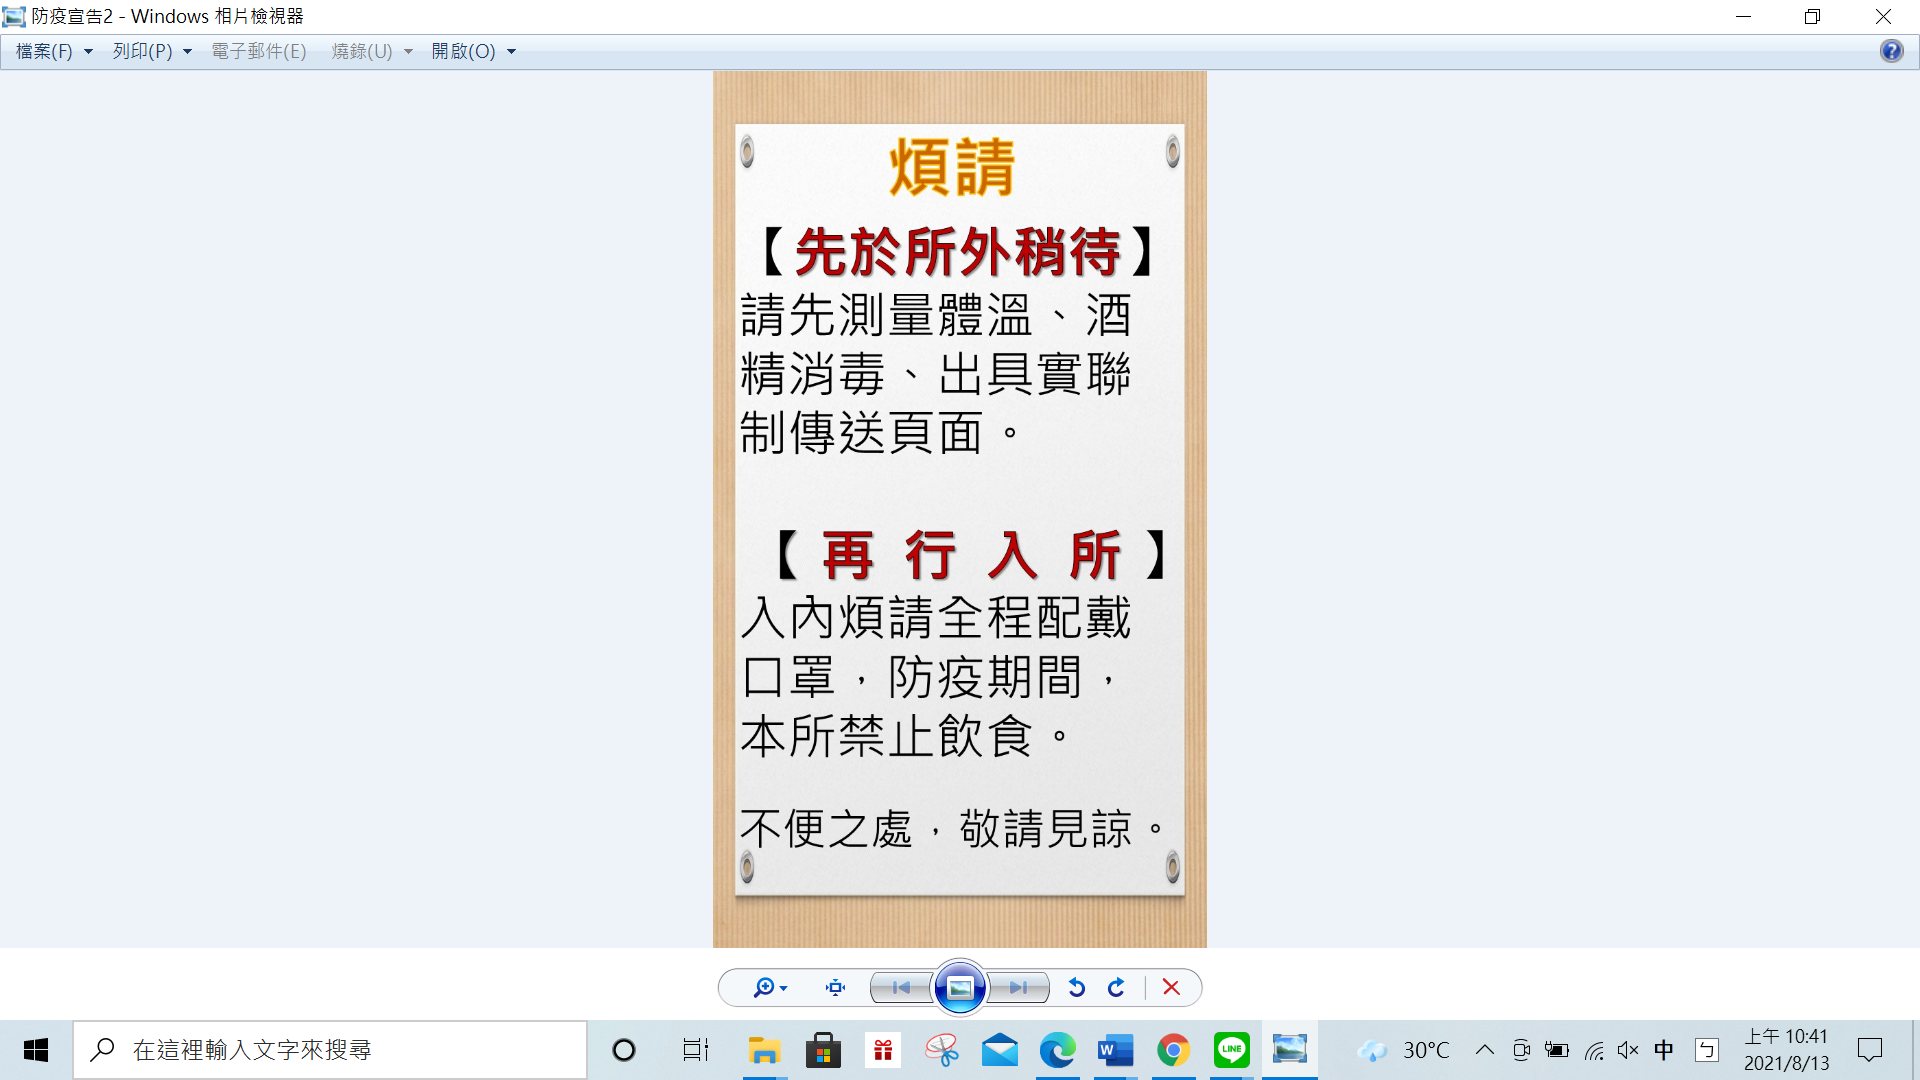 防疫宣告2 - Windows 相片檢視器
檔案(F) 列印(P) 電子郵件(E) 燒錄(U) 開啟(O)
煩請
【先於所外稍待】
請先測量體溫、酒
精消毒、出具實聯
制傳送頁面。
【再行入所】
入內煩請全程配戴
口罩，防疫期間，
本所禁止飲食。
不便之處，敬請見諒。
在這裡輸入文字來搜尋
W
LINE
30°C
中
ㄅ
上午 10:41
2021/8/13